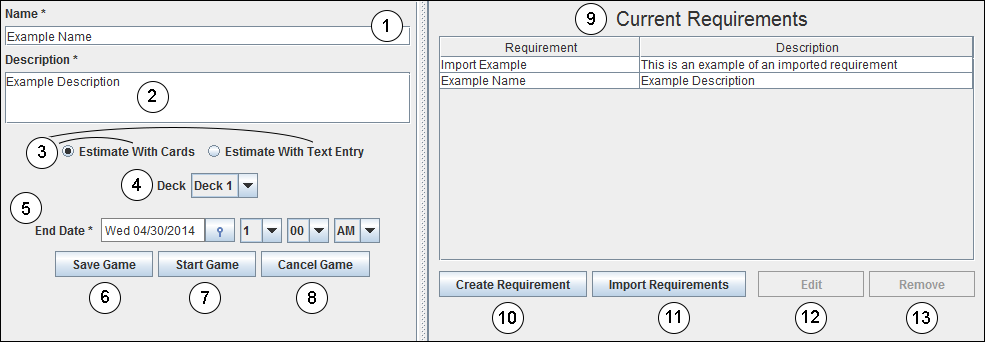 Name *
1
Example Name
Description *
Example Description
2
3
Estimate With Cards
Estimate With Text Entry
4
Deck
Deck 1
5
End Date *
Wed 04/30/2014
1
00
AM
Save Game
Start Game
Cancel Game
6
7
8
9
Current Requirements
Requirement
Description
Import Example
This is an example of an imported requirement
Example Name
Example Description
Create Requirement
Import Requirements
Edit
Remove
10
11
12
13